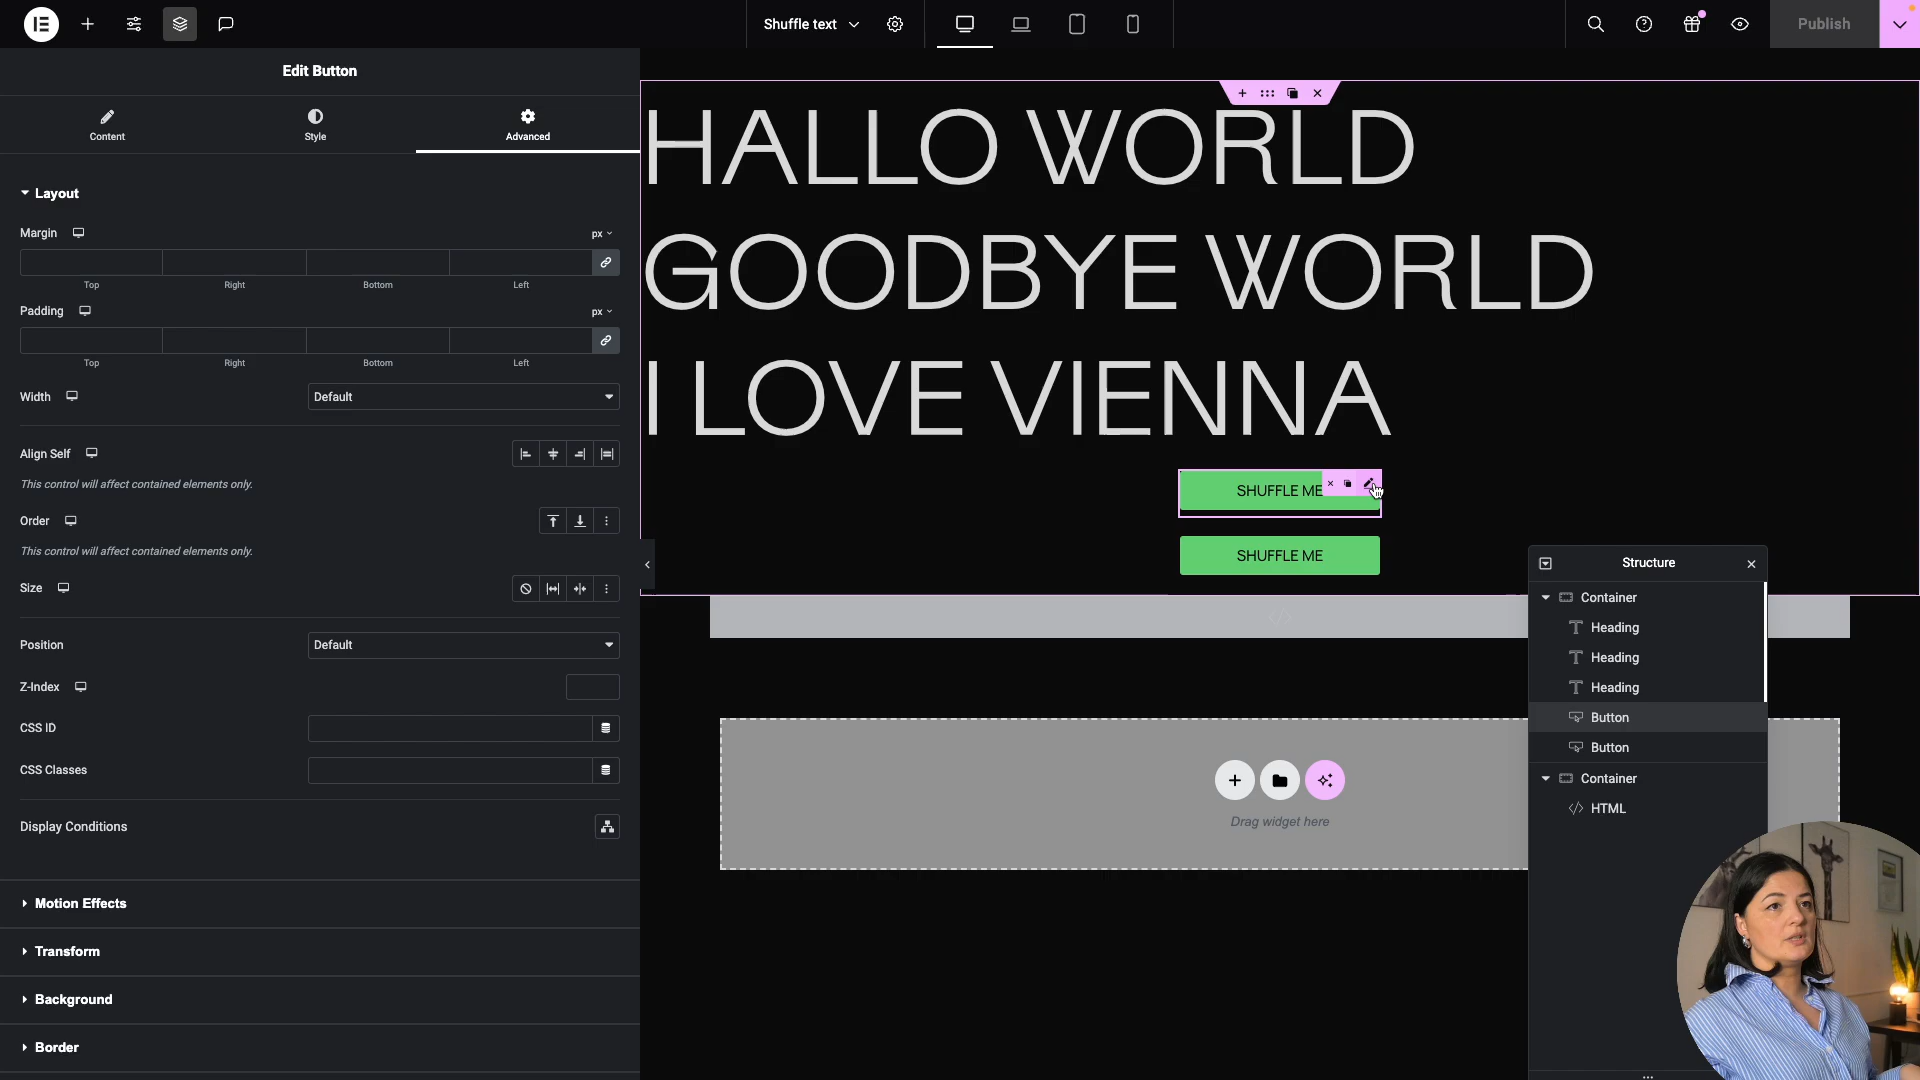 Shuffle text
Publish
Edit Button
Content
Style
Advanced
Layout
Margin
px
Top
Right
Bottom
Left
Padding
px
Top
Right
Bottom
Left
Width
Default
Align Self
This control will affect contained elements only.
Order
This control will affect contained elements only.
Size
Position
Default
Z-Index
CSS ID
CSS Classes
Display Conditions
Motion Effects
Transform
Background
Border
HALLO WORLD
GOODBYE WORLD
I LOVE VIENNA
SHUFFLE ME
SHUFFLE ME
Drag widget here
Structure
Container
Heading
Heading
Heading
Button
Button
Container
HTML